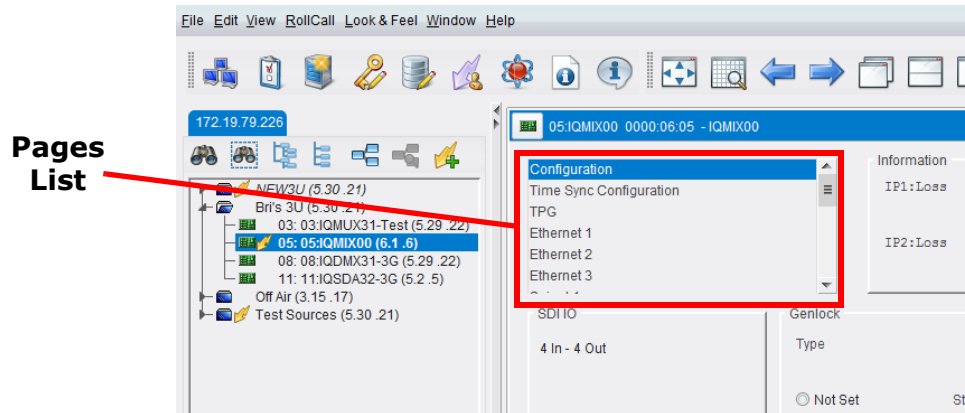 File Edit View RollCall Look & Feel Window Help
172.19.79.226
05:IQMIX00 0000:06:05 - IQMIX00
Pages
List
NEW3U (5.30 .21)
Bri's 3U (5.30 .21)
03: 03:IQMUX31-Test (5.29 .22)
05: 05:IQMIX00 (6.1 .6)
08: 08:IQDMX31-3G (5.29 .22)
11: 11:IQSDA32-3G (5.2 .5)
Off Air (3.15 .17)
Test Sources (5.30 .21)
Configuration
Time Sync Configuration
TPG
Ethernet 1
Ethernet 2
Ethernet 3
Information
IP1:Loss
IP2:Loss
SDI IO
4 In - 4 Out
Genlock
Type
Not Set
St